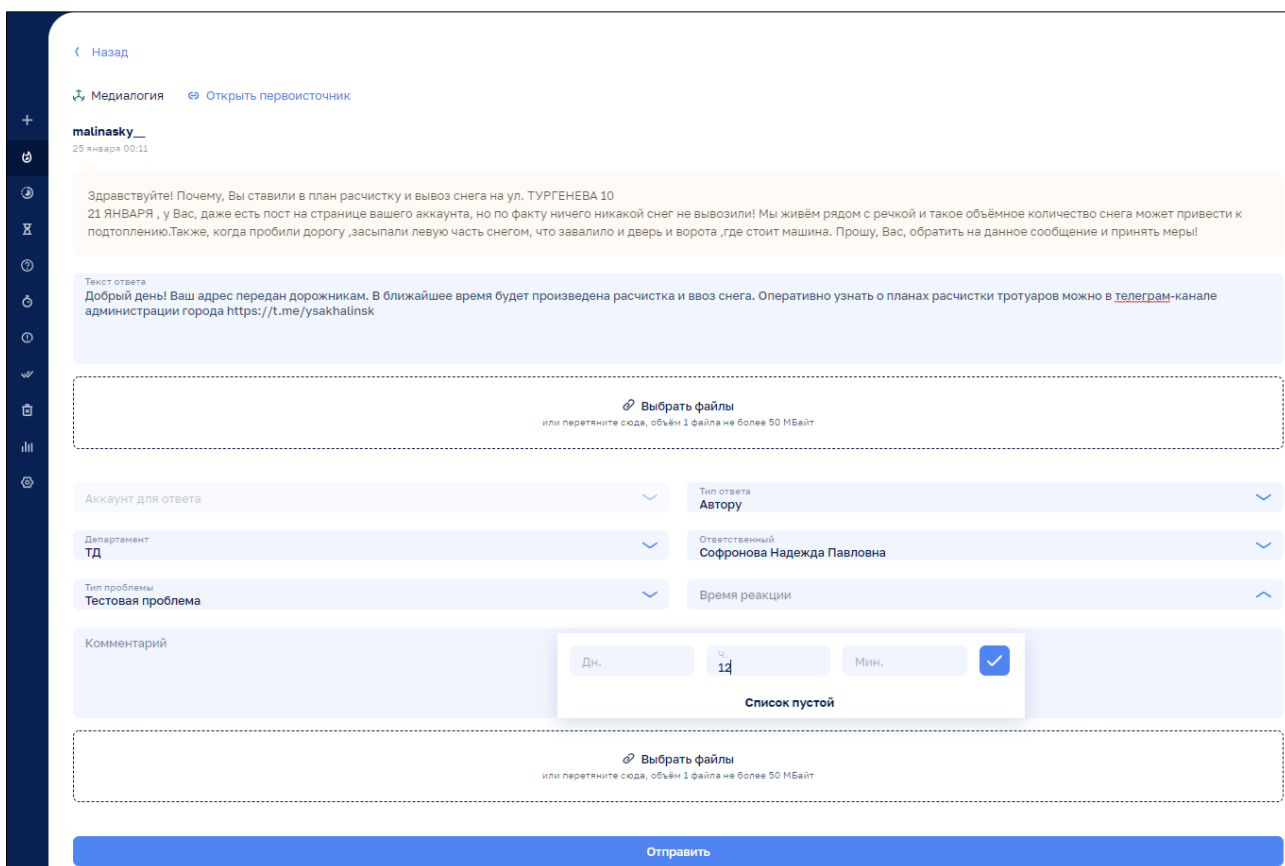 Назад
Медиалогия Открыть первоисточник
malinasky__
25 января 00:11
Здравствуйте! Почему, Вы ставили в план расчистку и вывоз снега на ул. ТУРГЕНЕВА 10
21 ЯНВАРЯ , у Вас, даже есть пост на странице вашего аккаунта, но по факту ничего никакой снег не вывозили! Мы живём рядом с речкой и такое объёмное количество снега может привести к
подтоплению.Также, когда пробили дорогу ,засыпали левую часть снегом, что завалило и дверь и ворота ,где стоит машина. Прошу, Вас, обратить на данное сообщение и принять меры!
Текст ответа
Добрый день! Ваш адрес передан дорожникам. В ближайшее время будет произведена расчистка и ввоз снега. Оперативно узнать о планах расчистки тротуаров можно в телеграм-канале
администрации города https://t.me/ysakhalinsk
Выбрать файлы
или перетяните сюда, объём 1 файла не более 50 МБайт
Аккаунт для ответа
Тип ответа
Автору
Департамент
ТД
Ответственный
Софронова Надежда Павловна
Тип проблемы
Тестовая проблема
Время реакции
Комментарий
Дн.
Ч.
12
Мин.
Список пустой
Выбрать файлы
или перетяните сюда, объём 1 файла не более 50 МБайт
Отправить